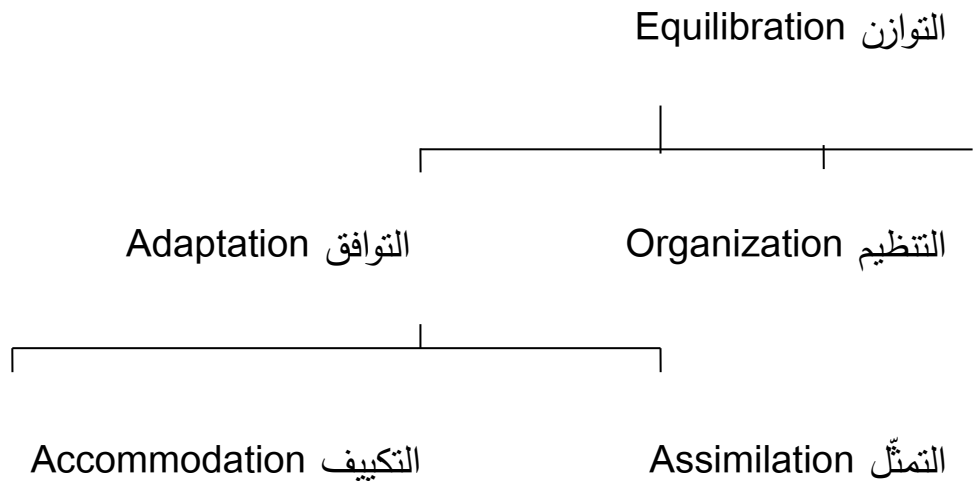 التوازن Equilibration
التنظيم Organization
التوافق Adaptation
التمثّل Assimilation
التكييف Accommodation